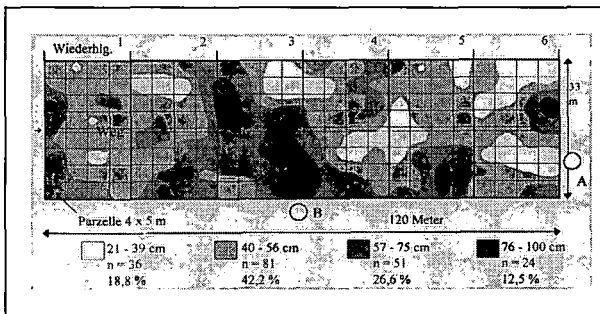 Wiederhlg. 1 2 3 4 5 6
33
m
Weg
A
B
Parzelle 4 x 5 m
120 Meter
21 - 39 cm
n = 36
18,8 %
40 - 56 cm
n = 81
42,2 %
57 - 75 cm
n = 51
26,6 %
76 - 100 cm
n = 24
12,5 %